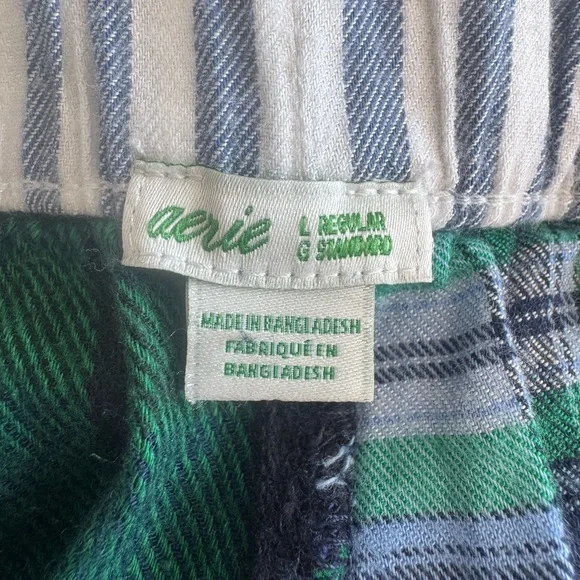 aerie
L REGULAR
G STANDARD
MADE IN BANGLADESH
FABRIQUÉ EN
BANGLADESH